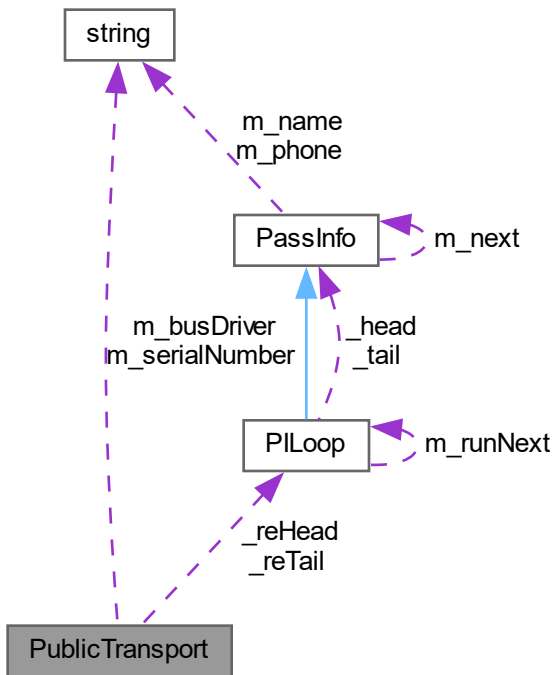 string
m_name
m_phone
PassInfo
m_next
m_busDriver
m_serialNumber
_head
_tail
PILoop
m_runNext
_reHead
_reTail
PublicTransport